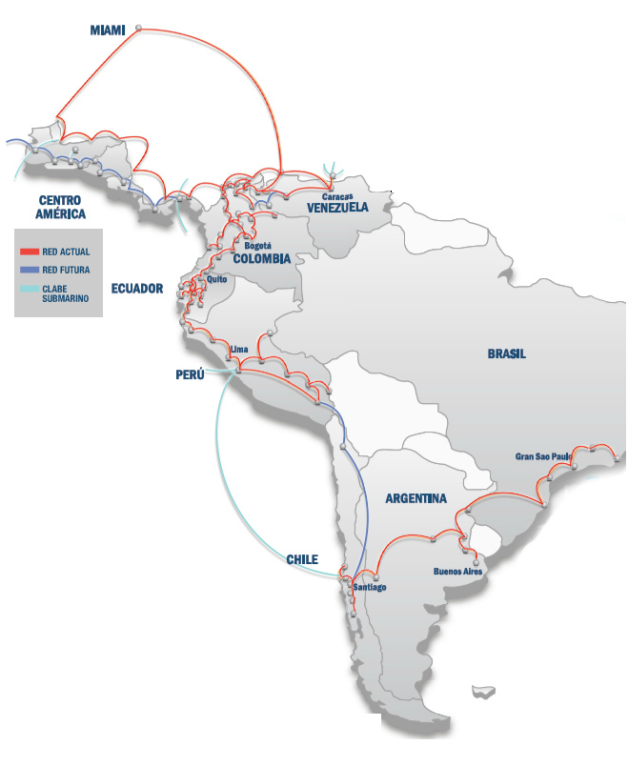 MIAMI
CENTRO
AMÉRICA
Caracas
VENEZUELA
RED ACTUAL
RED FUTURA
CLABE
SUBMARINO
Bogotá
COLOMBIA
ECUADOR
Quito
Lima
PERÚ
BRASIL
Gran Sao Paulo
ARGENTINA
CHILE
Buenos Aires
Santiago